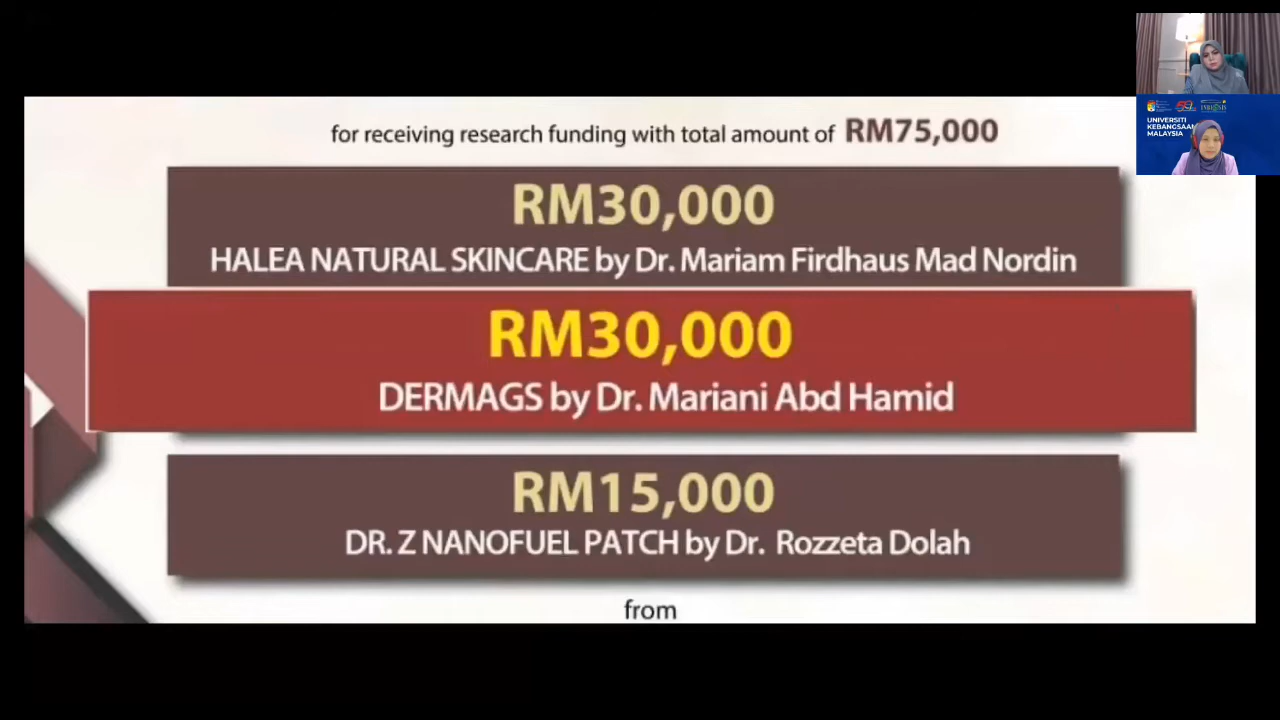 for receiving research funding with total amount of RM75,000
RM30,000
HALEA NATURAL SKINCARE by Dr. Mariam Firdhaus Mad Nordin
RM30,000
DERMAGS by Dr. Mariani Abd Hamid
RM15,000
DR. Z NANOFUEL PATCH by Dr. Rozzeta Dolah
from
UNIVERSITI
KEBANGSAAN
MALAYSIA